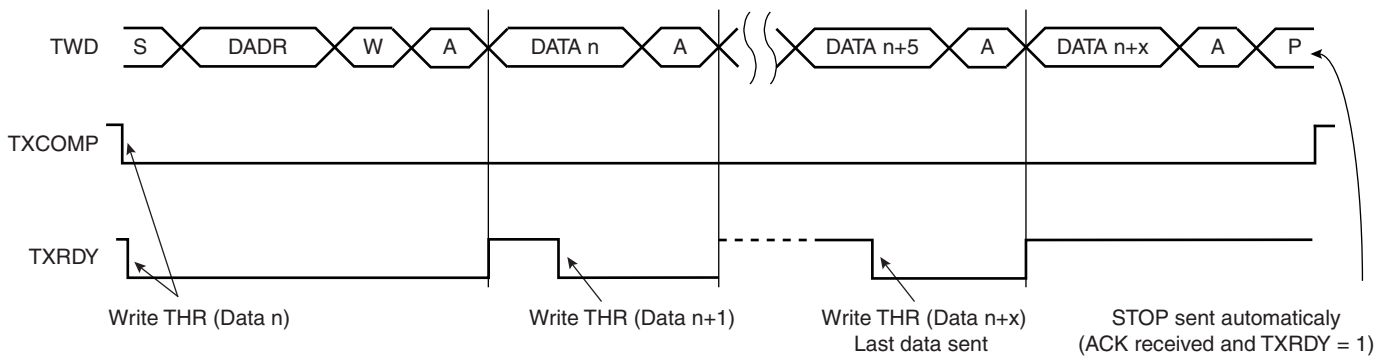 TWD S DADR W A DATA n A DATA n+5 A DATA n+x A P
TXCOMP
TXRDY
Write THR (Data n)
Write THR (Data n+1)
Write THR (Data n+x)
Last data sent
STOP sent automaticaly
(ACK received and TXRDY = 1)